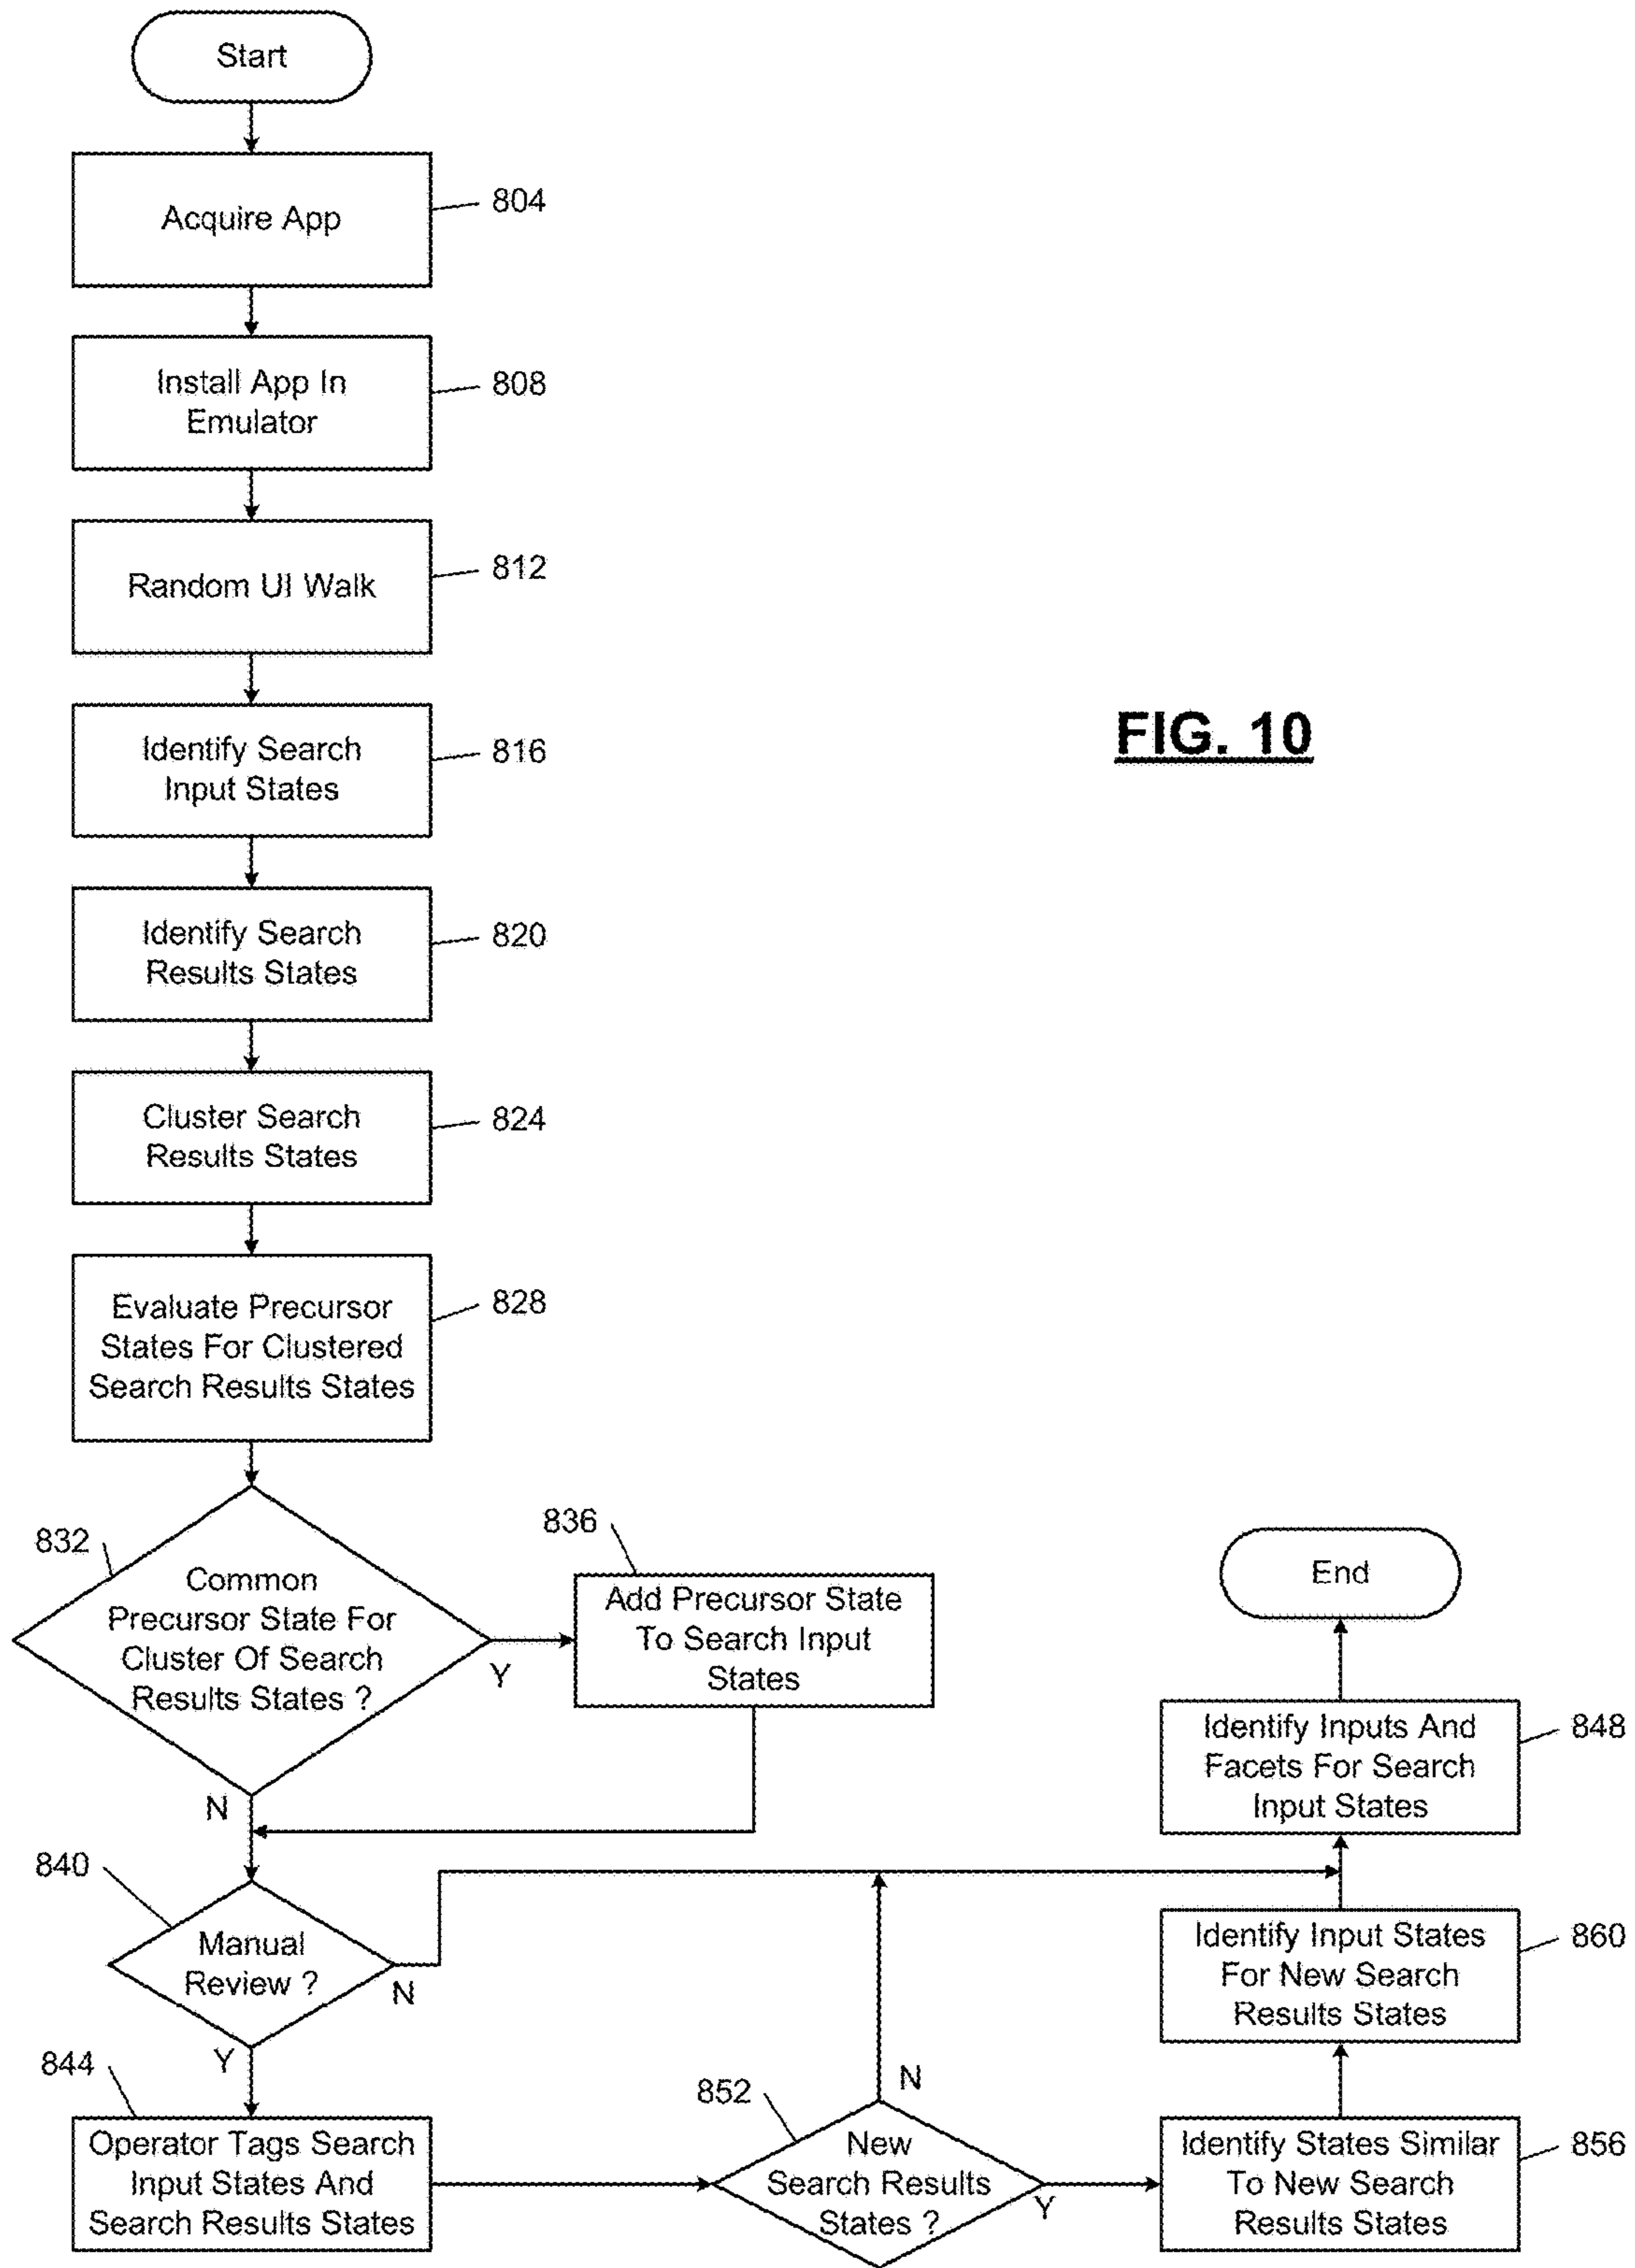 Start
Acquire App
804
Install App In
Emulator
808
Random UI Walk
812
FIG. 10
Identify Search
Input States
816
Identify Search
Results States
820
Cluster Search
Results States
824
Evaluate Precursor
States For Clustered
Search Results States
828
832
Common
Precursor State For
Cluster Of Search
Results States ?
Y
N
836
Add Precursor State
To Search Input
States
End
Identify Inputs And
Facets For Search
Input States
848
840
Manual
Review ?
N
Y
Identify Input States
For New Search
Results States
860
844
Operator Tags Search
Input States And
Search Results States
852
New
Search Results
States ?
N
Y
Identify States Similar
To New Search
Results States
856